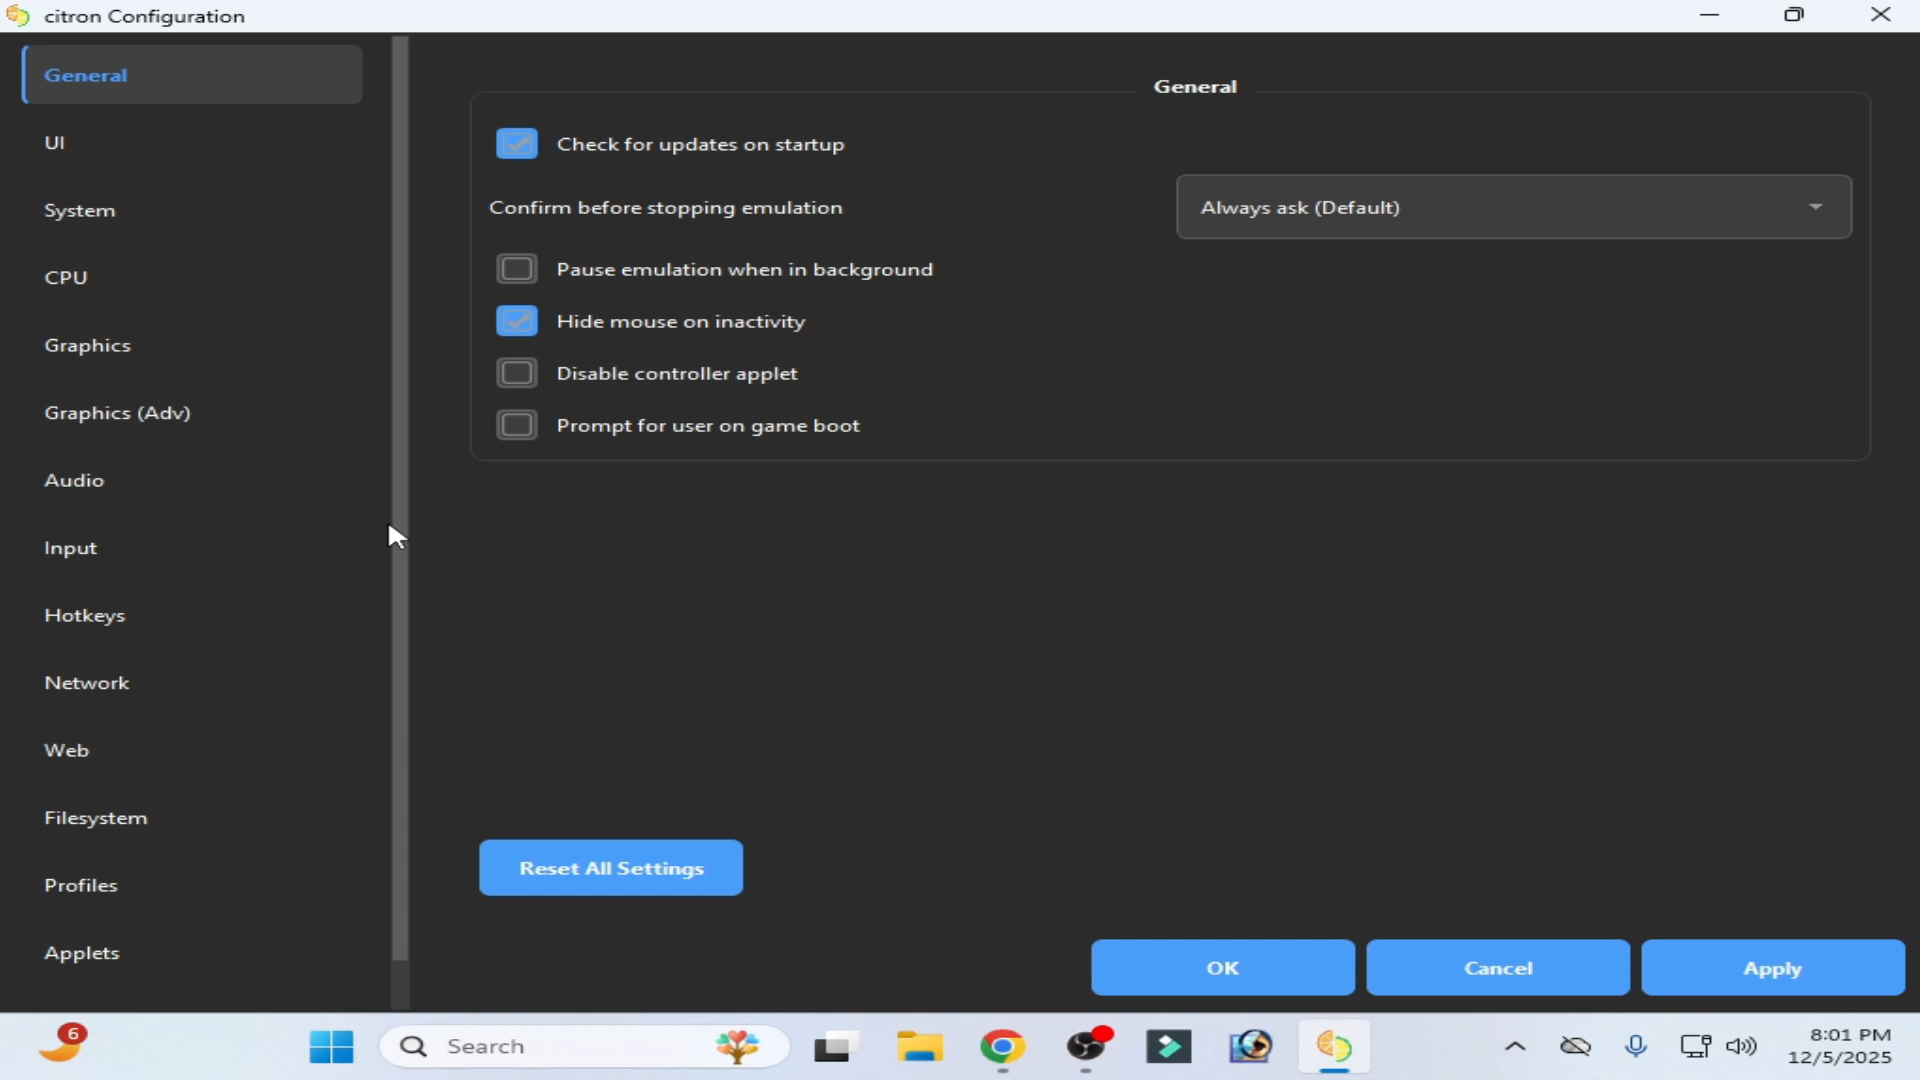 citron Configuration
General
UI
System
CPU
Graphics
Graphics (Adv)
Audio
Input
Hotkeys
Network
Web
Filesystem
Profiles
Applets
General
Check for updates on startup
Confirm before stopping emulation
Always ask (Default)
Pause emulation when in background
Hide mouse on inactivity
Disable controller applet
Prompt for user on game boot
Reset All Settings
OK
Cancel
Apply
6
Search
8:01 PM
12/5/2025